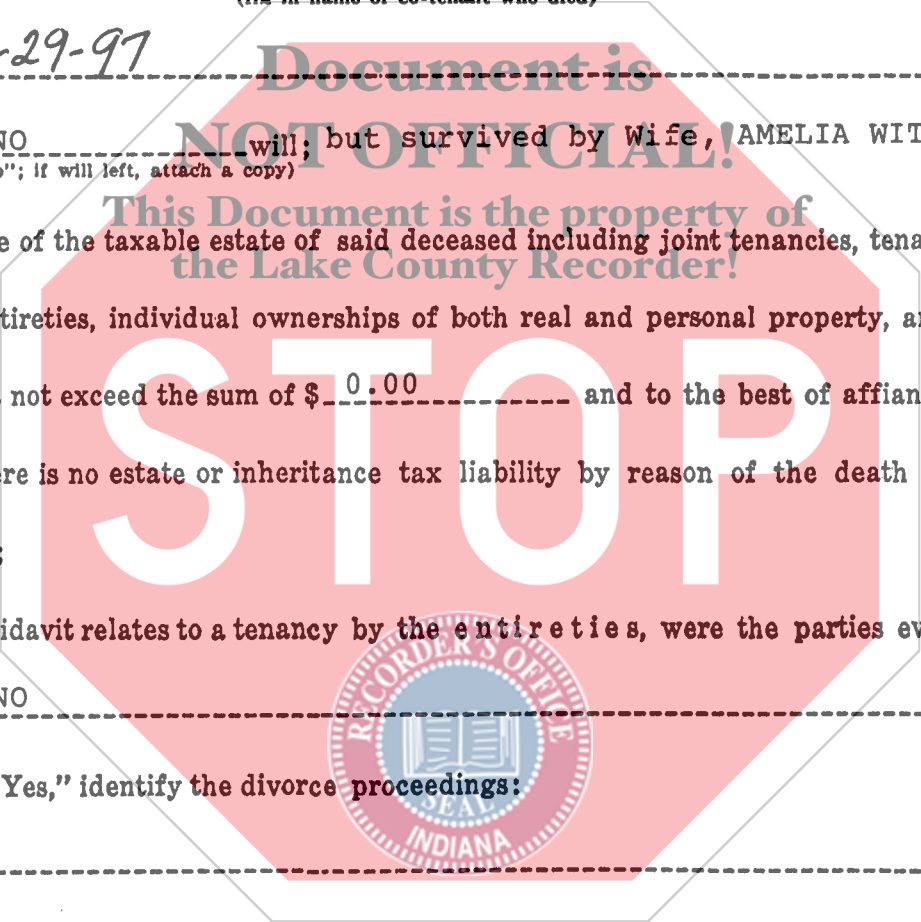 -29-97
Document is
NO will; but survived by Wife, AMELIA WIT
NOT OFFICIAL!
"; if will left, attach a copy)
This Document is the property of
e of the taxable estate of said deceased including joint tenancies, tena
the Lake County Recorder!
tireties, individual ownerships of both real and personal property, a
not exceed the sum of $ 0.00 and to the best of affian
STOP
ere is no estate or inheritance tax liability by reason of the death
;
idavit relates to a tenancy by the entireties, were the parties ev
RECORDER'S OFFICE
NO
Yes," identify the divorce proceedings:
SEAL
INDIANA